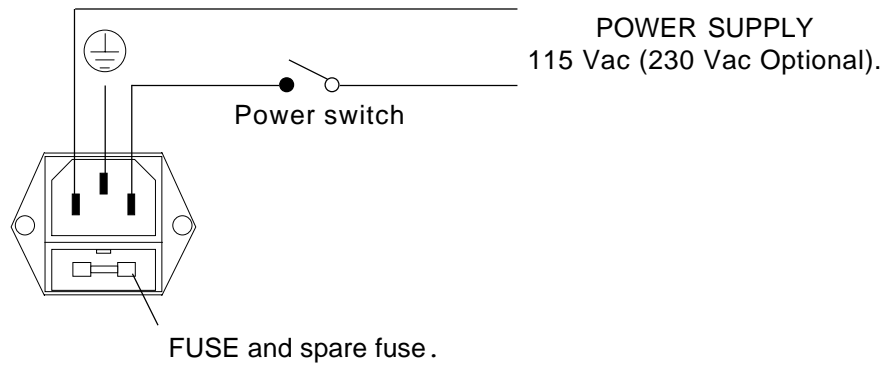 POWER SUPPLY
115 Vac (230 Vac Optional).
Power switch
FUSE and spare fuse.